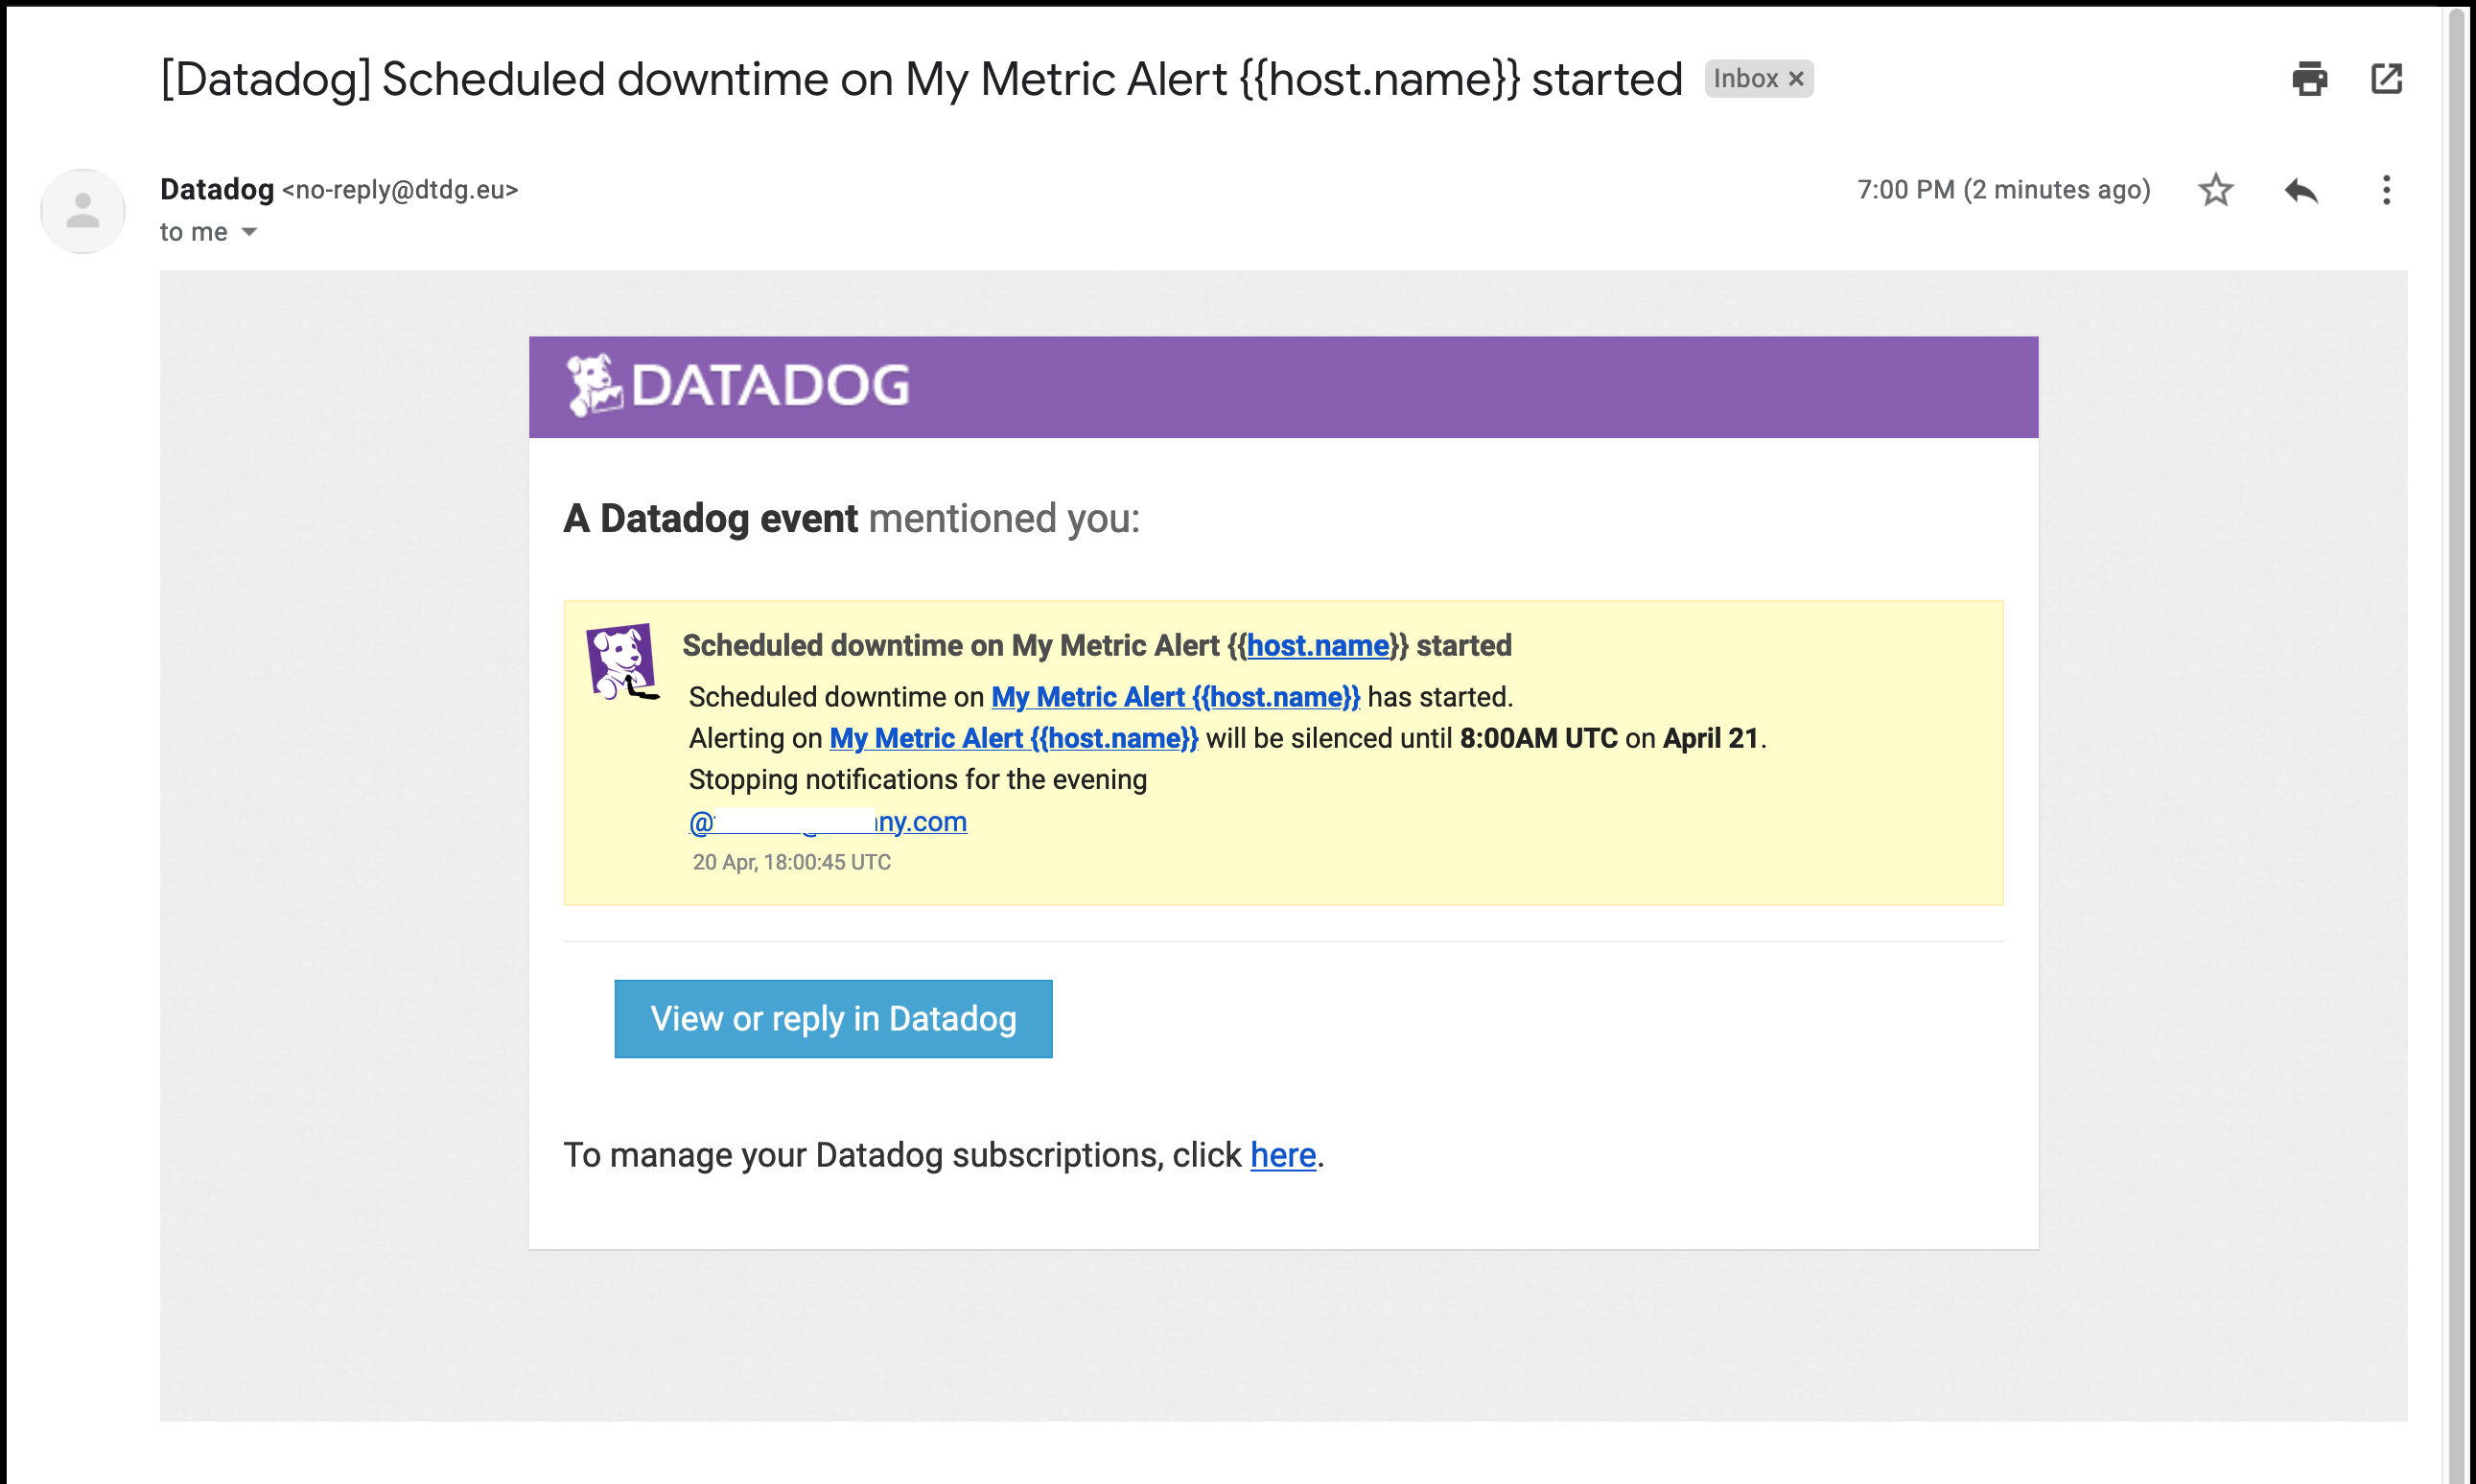 [Datadog] Scheduled downtime on My Metric Alert {{host.name}} started Inbox ×
Datadog <no-reply@dtdg.eu> 7:00 PM (2 minutes ago)
to me
DATADOG
A Datadog event mentioned you:
Scheduled downtime on My Metric Alert {{host.name}} started
Scheduled downtime on My Metric Alert {{host.name}} has started.
Alerting on My Metric Alert {{host.name}} will be silenced until 8:00AM UTC on April 21.
Stopping notifications for the evening
@ ny.com
20 Apr, 18:00:45 UTC
View or reply in Datadog
To manage your Datadog subscriptions, click here.